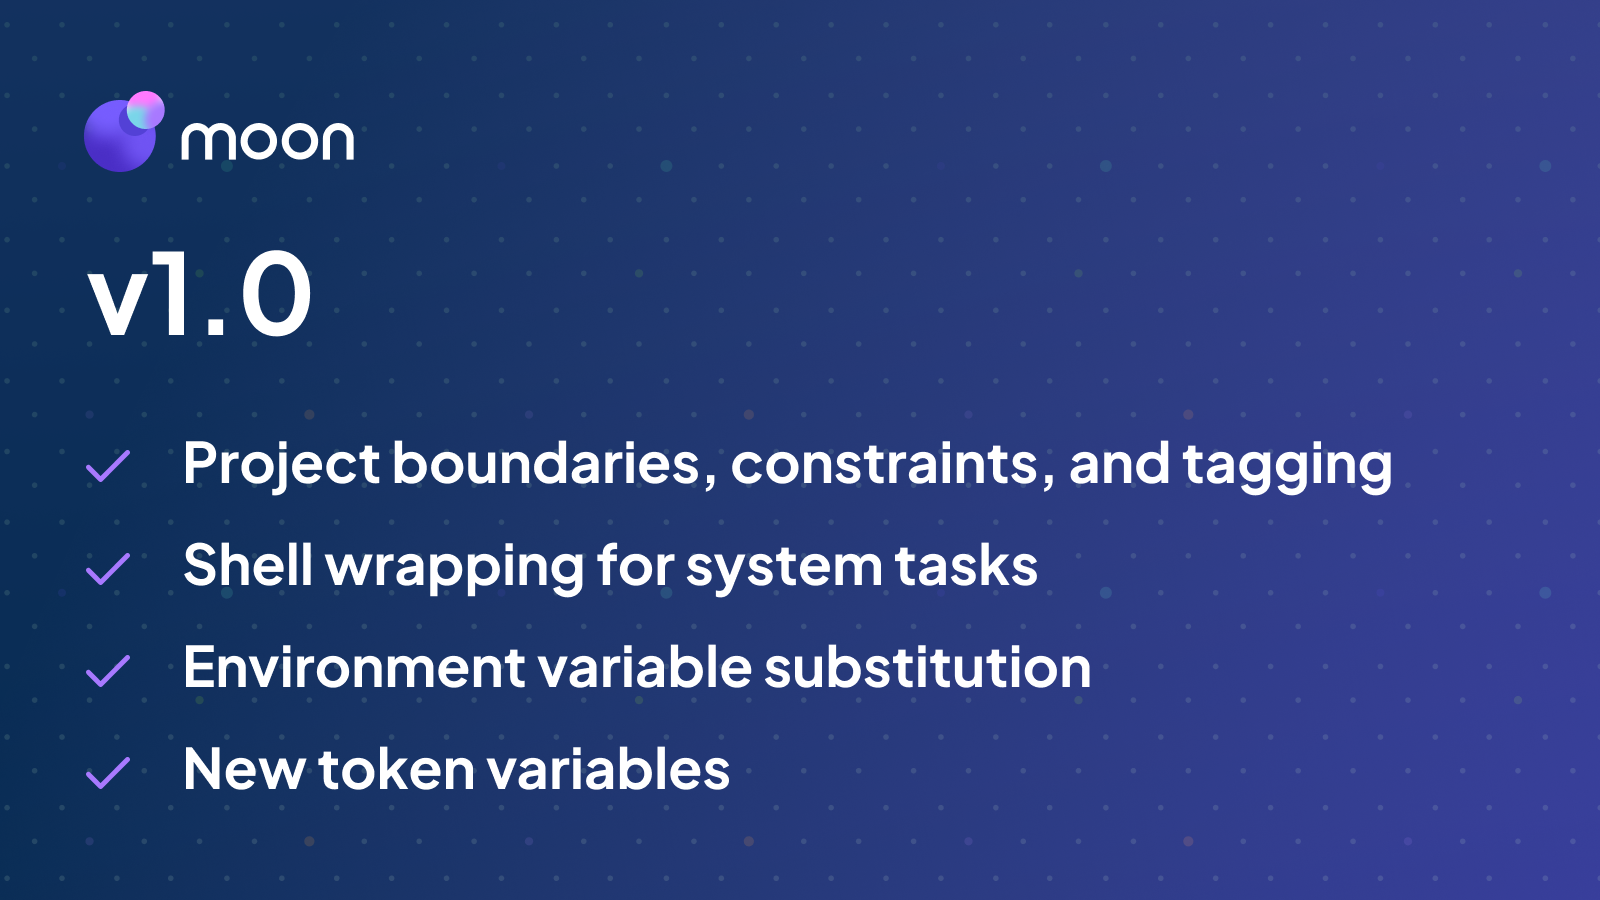 moon
v1.0
Project boundaries, constraints, and tagging
Shell wrapping for system tasks
Environment variable substitution
New token variables